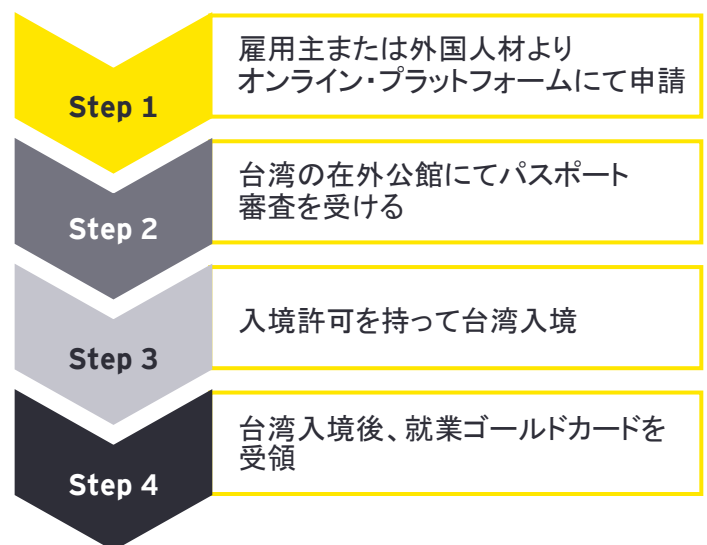 Step 1
雇用主または外国人材より
オンライン・プラットフォームにて申請
Step 2
台湾の在外公館にてパスポート
審査を受ける
Step 3
入境許可を持って台湾入境
Step 4
台湾入境後、就業ゴールドカードを
受領